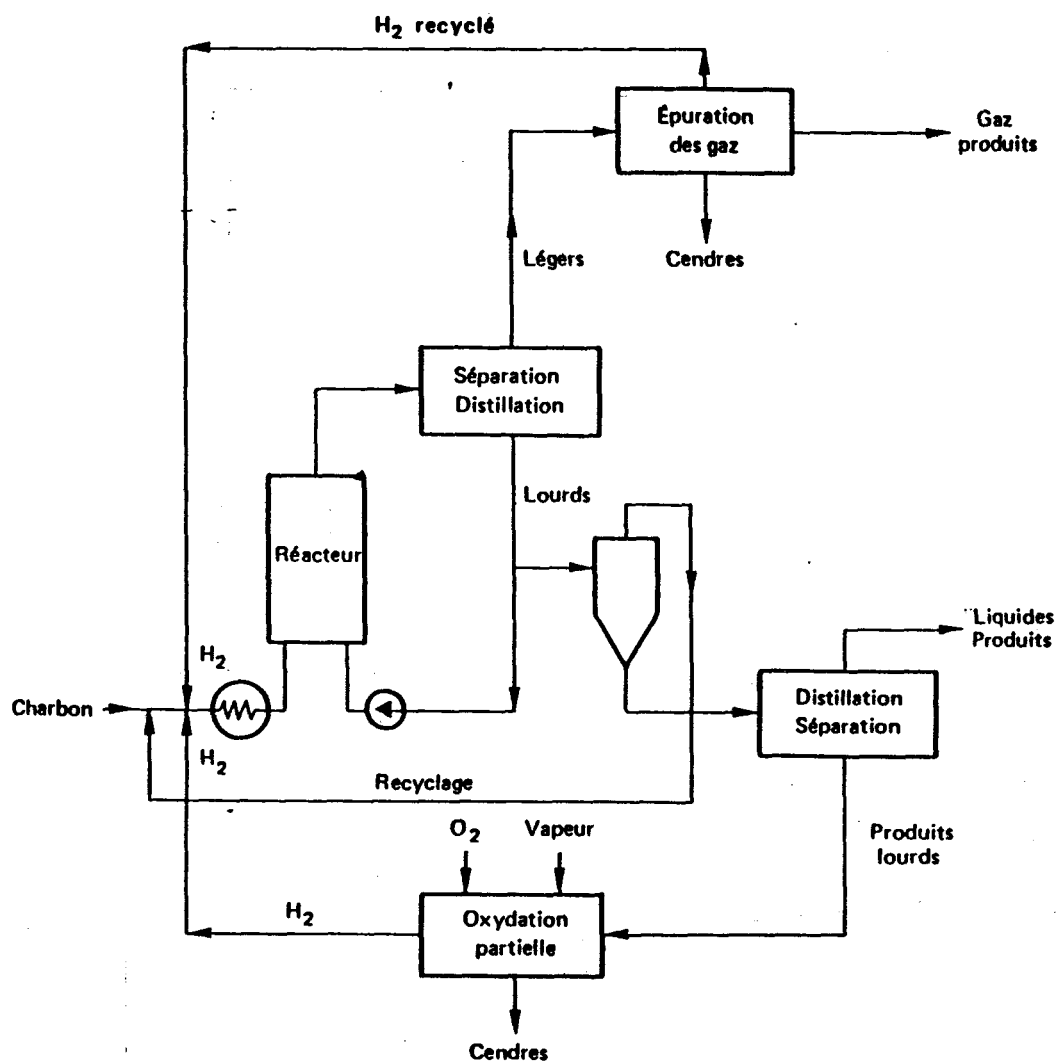 H2 recyclé
Épuration
des gaz
Gaz
produits
Légers
Cendres
Séparation
Distillation
Lourds
Réacteur
Liquides
Produits
H2
Charbon
Distillation
Séparation
H2
Recyclage
O2
Vapeur
Produits
lourds
H2
Oxydation
partielle
Cendres